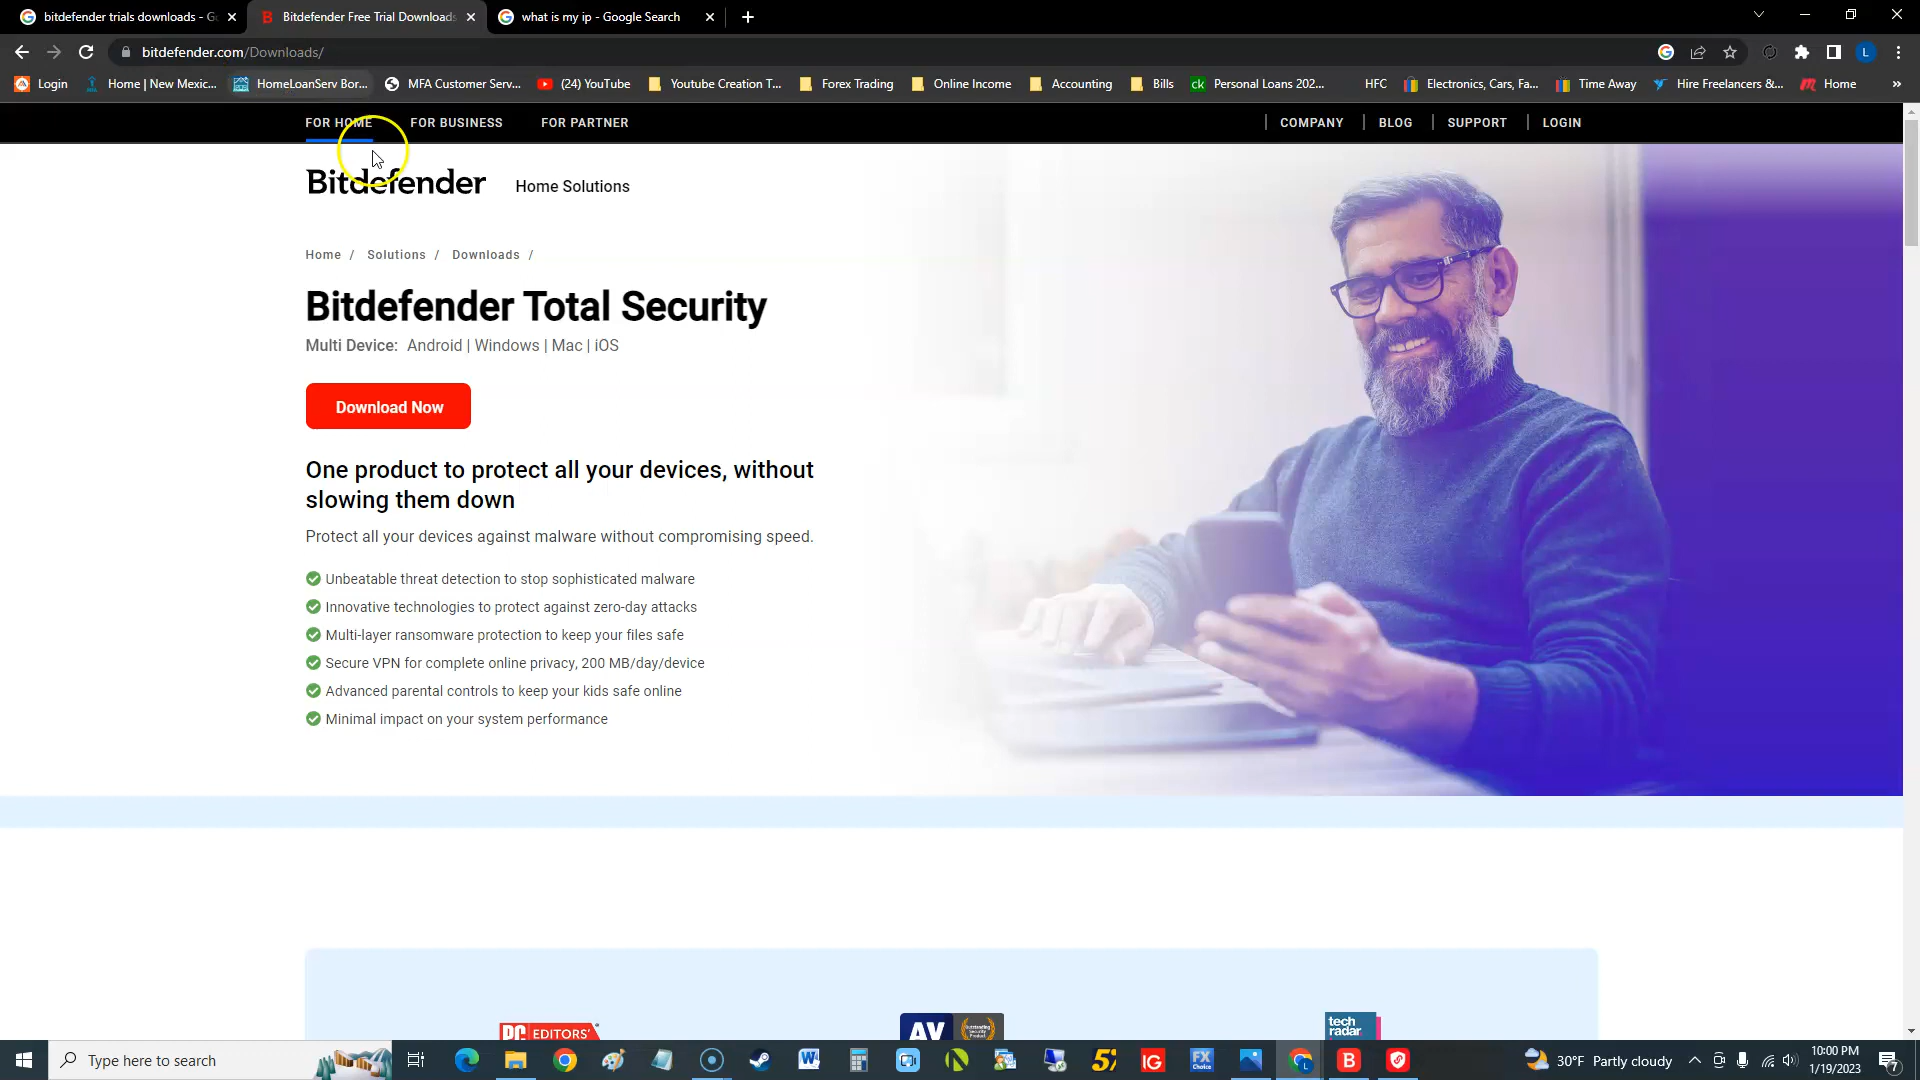 bitdefender trials downloads - G
Bitdefender Free Trial Downloads
what is my ip - Google Search
bitdefender.com/Downloads/
L
Login
Home | New Mexic...
HomeLoanServ Bor...
MFA Customer Serv...
(24) YouTube
Youtube Creation T...
Forex Trading
Online Income
Accounting
Bills
ck Personal Loans 202...
HFC
Electronics, Cars, Fa...
Time Away
Hire Freelancers &...
Home
»
FOR HOME
FOR BUSINESS
FOR PARTNER
COMPANY
BLOG
SUPPORT
LOGIN
Bitdefender Home Solutions
Home / Solutions / Downloads /
Bitdefender Total Security
Multi Device: Android | Windows | Mac | iOS
Download Now
One product to protect all your devices, without
slowing them down
Protect all your devices against malware without compromising speed.
Unbeatable threat detection to stop sophisticated malware
Innovative technologies to protect against zero-day attacks
Multi-layer ransomware protection to keep your files safe
Secure VPN for complete online privacy, 200 MB/day/device
Advanced parental controls to keep your kids safe online
Minimal impact on your system performance
PC EDITORS'
AV
tech
radar
Type here to search
IG
FX
Choice
B
30°F Partly cloudy
10:00 PM
1/19/2023
7